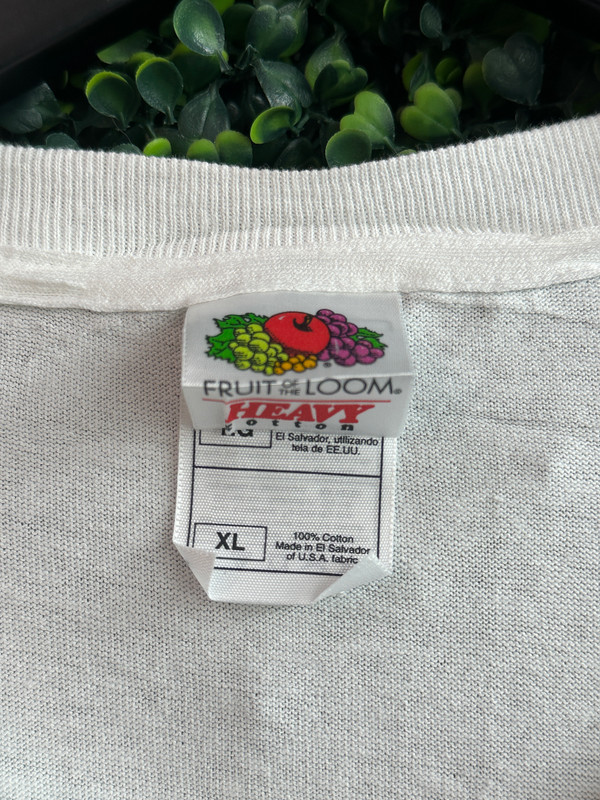 FRUIT OF THE LOOM®
HEAVY
cotton
EG
El Salvador, utilizando
tela de EE.UU.
XL
100% Cotton
Made in El Salvador
of U.S.A. fabric